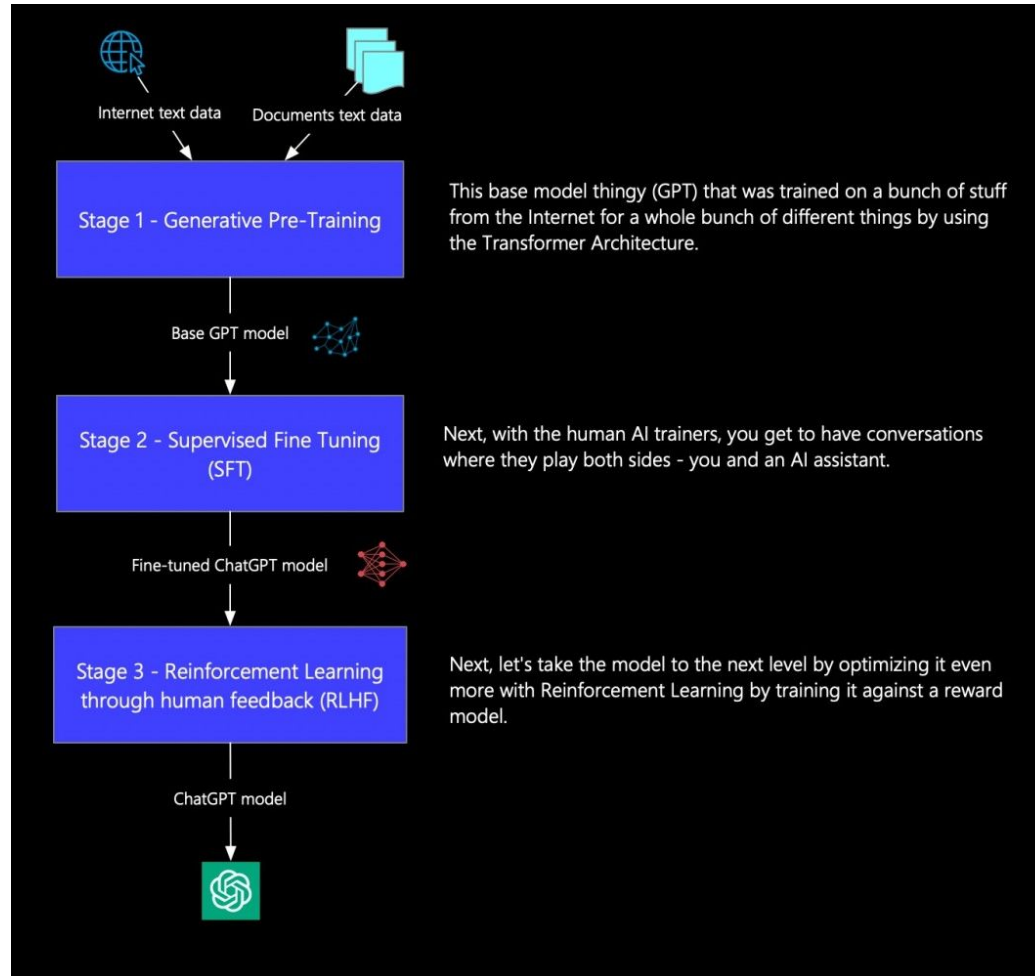 Internet text data
Documents text data
Stage 1 - Generative Pre-Training
This base model thingy (GPT) that was trained on a bunch of stuff
from the Internet for a whole bunch of different things by using
the Transformer Architecture.
Base GPT model
Stage 2 - Supervised Fine Tuning
(SFT)
Next, with the human AI trainers, you get to have conversations
where they play both sides - you and an AI assistant.
Fine-tuned ChatGPT model
Stage 3 - Reinforcement Learning
through human feedback (RLHF)
Next, let's take the model to the next level by optimizing it even
more with Reinforcement Learning by training it against a reward
model.
ChatGPT model